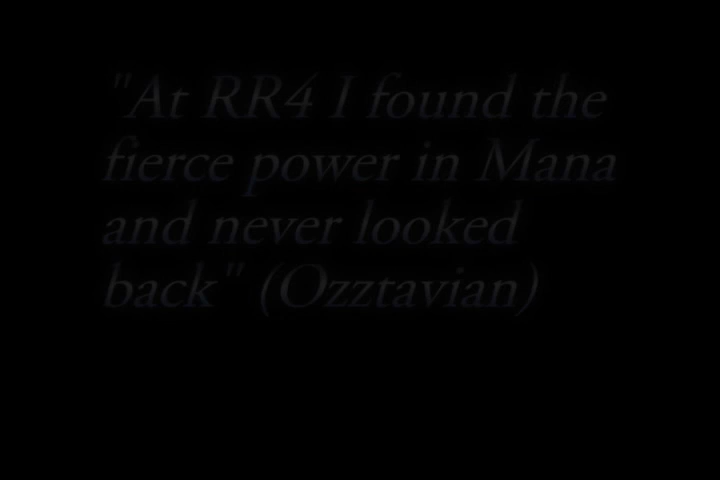 "At RR4 I found the
fierce power in Mana
and never looked
back" (Ozztavian)